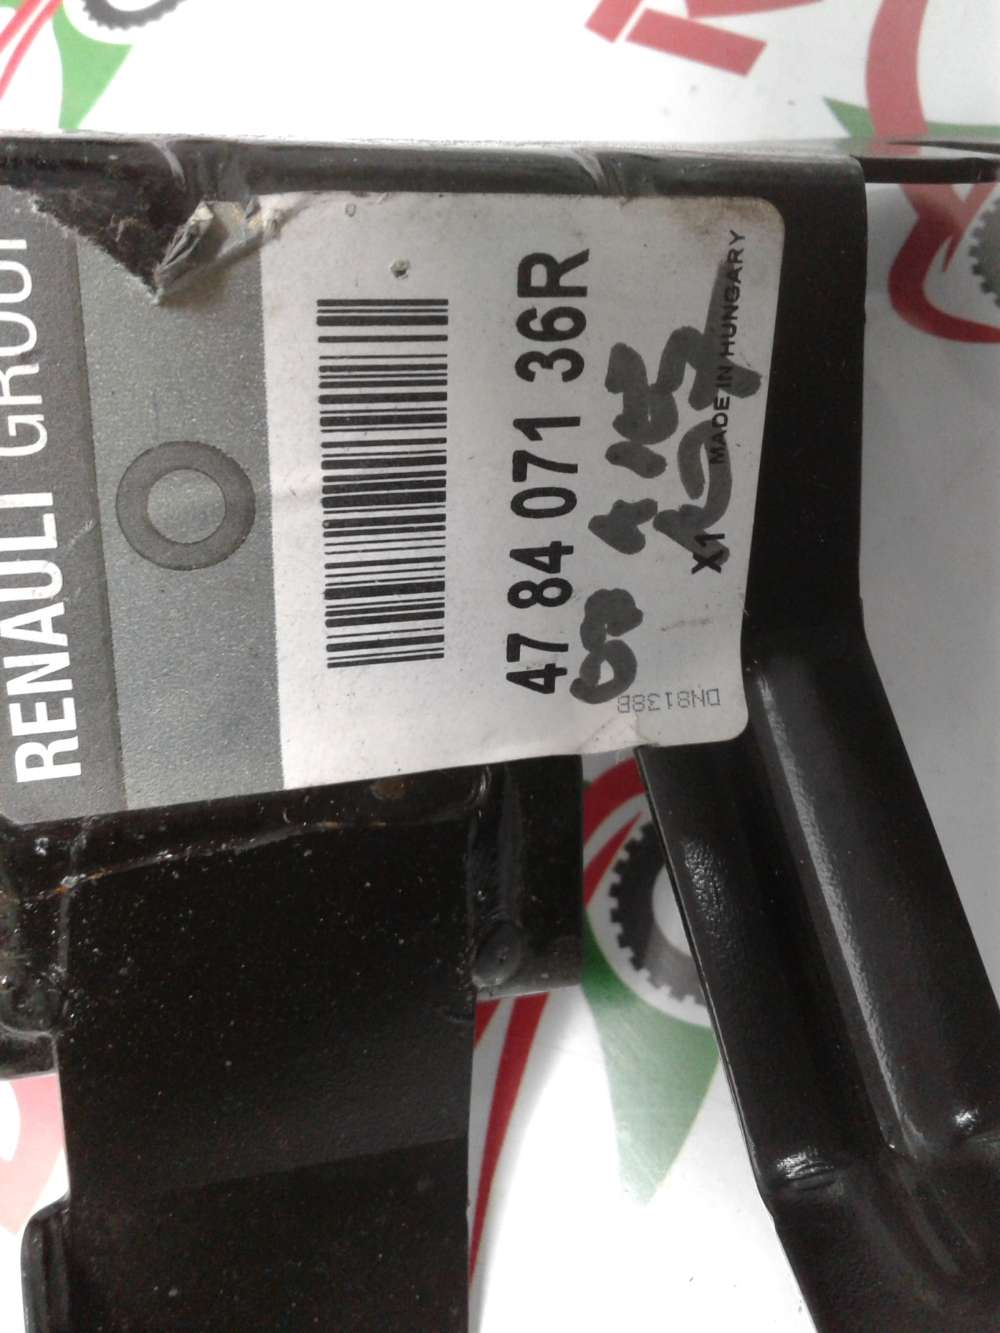 RENAULT GROUP
47 84 071 36R
X1 MADE IN HUNGARY
DN8138B